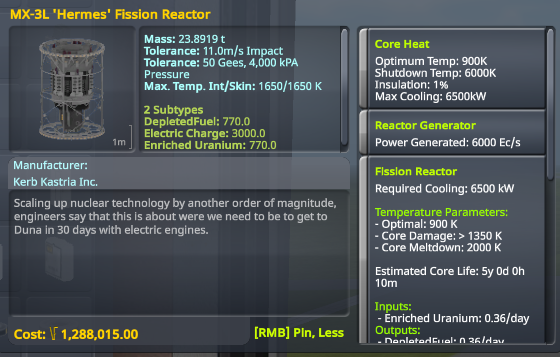 MX-3L 'Hermes' Fission Reactor
Mass: 23.8919 t
Tolerance: 11.0m/s Impact
Tolerance: 50 Gees, 4,000 kPA
Pressure
Max. Temp. Int/Skin: 1650/1650 K
2 Subtypes
DepletedFuel: 770.0
Electric Charge: 3000.0
Enriched Uranium: 770.0
1m
Manufacturer:
Kerb Kastria Inc.
Scaling up nuclear technology by another order of magnitude,
engineers say that this is about were we need to be to get to
Duna in 30 days with electric engines.
Cost: 1,288,015.00
[RMB] Pin, Less
Core Heat
Optimum Temp: 900K
Shutdown Temp: 6000K
Insulation: 1%
Max Cooling: 6500kW
Reactor Generator
Power Generated: 6000 Ec/s
Fission Reactor
Required Cooling: 6500 kW
Temperature Parameters:
- Optimal: 900 K
- Core Damage: > 1350 K
- Core Meltdown: 2000 K
Estimated Core Life: 5y 0d 0h
10m
Inputs:
- Enriched Uranium: 0.36/day
Outputs:
- DepletedFuel: 0.36/day